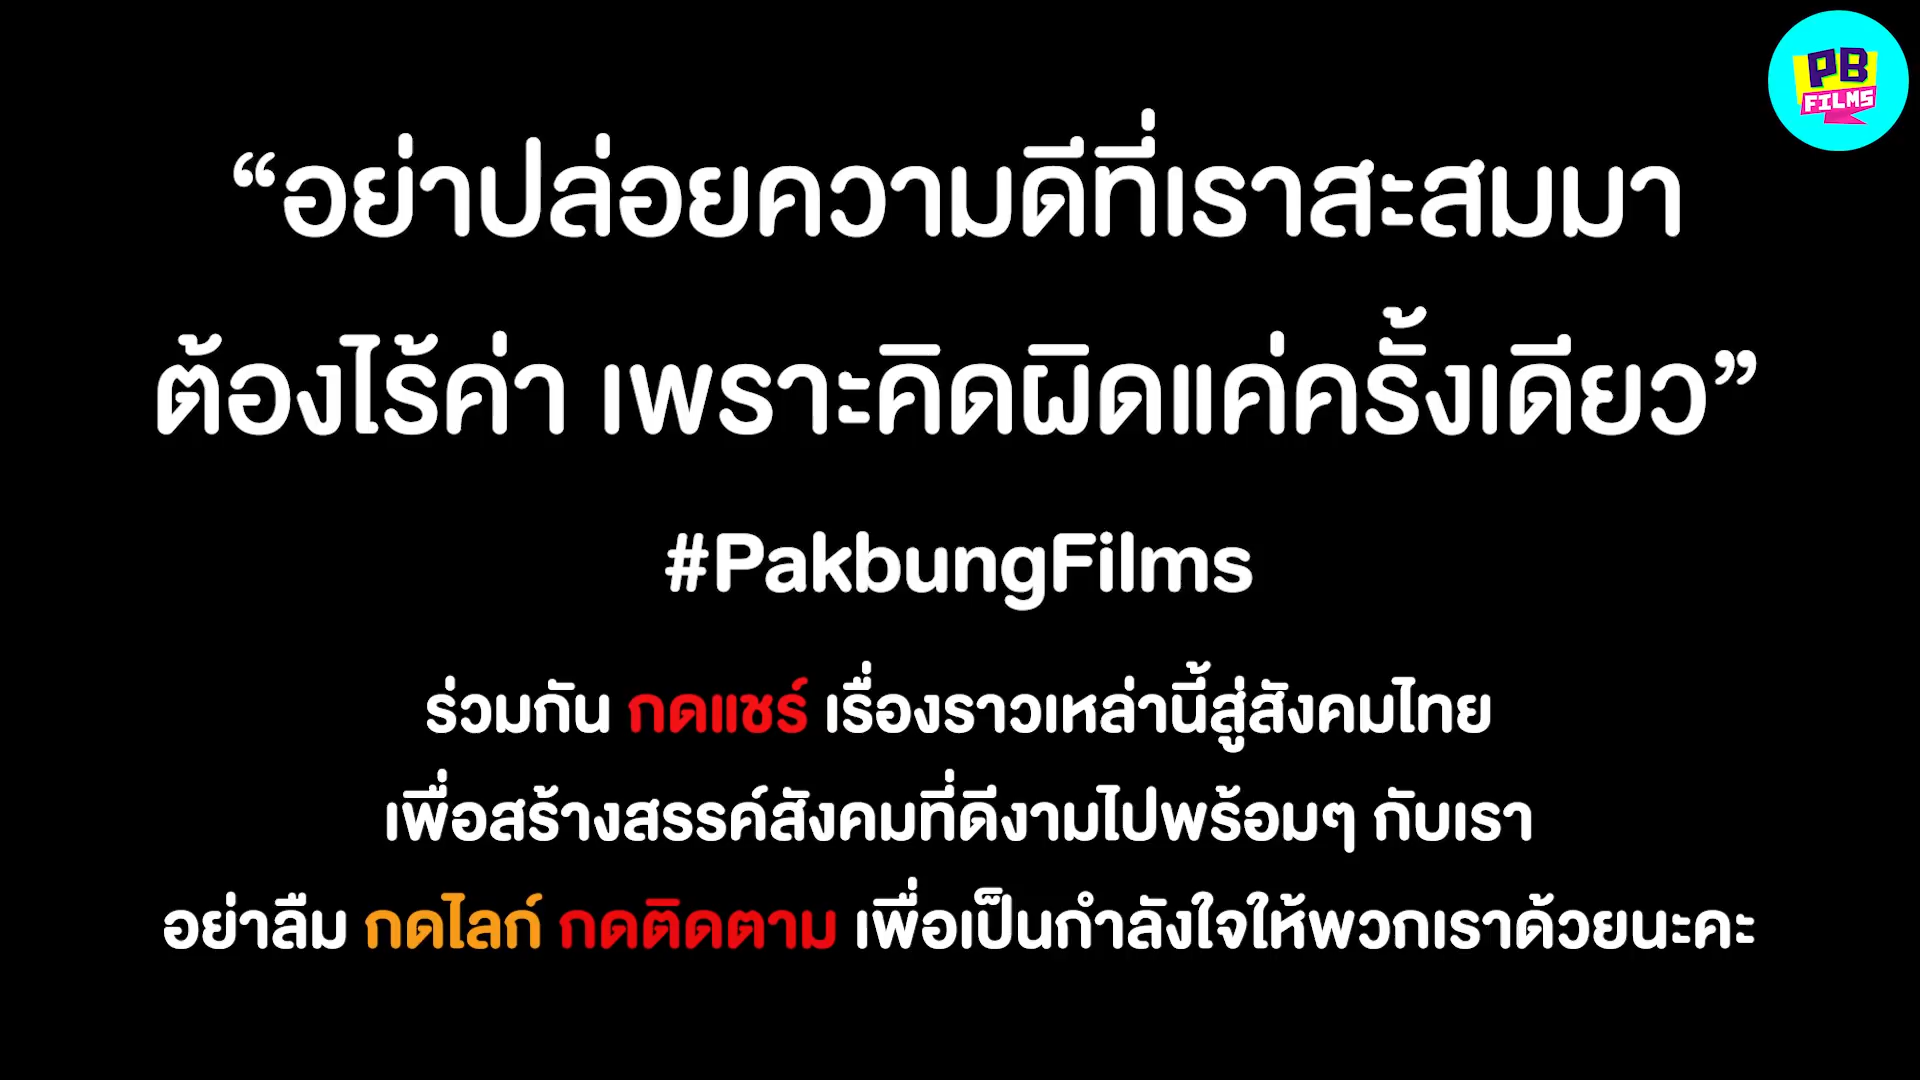 PB
FILMS
“อย่าปล่อยความดีที่เราสะสมมา
ต้องไร้ค่า เพราะคิดผิดแค่ครั้งเดียว”
#PakbungFilms
ร่วมกัน กดแชร์ เรื่องราวเหล่านี้สู่สังคมไทย
เพื่อสร้างสรรค์สังคมที่ดีงามไปพร้อมๆ กับเรา
อย่าลืม กดไลก์ กดติดตาม เพื่อเป็นกำลังใจให้พวกเราด้วยนะคะ